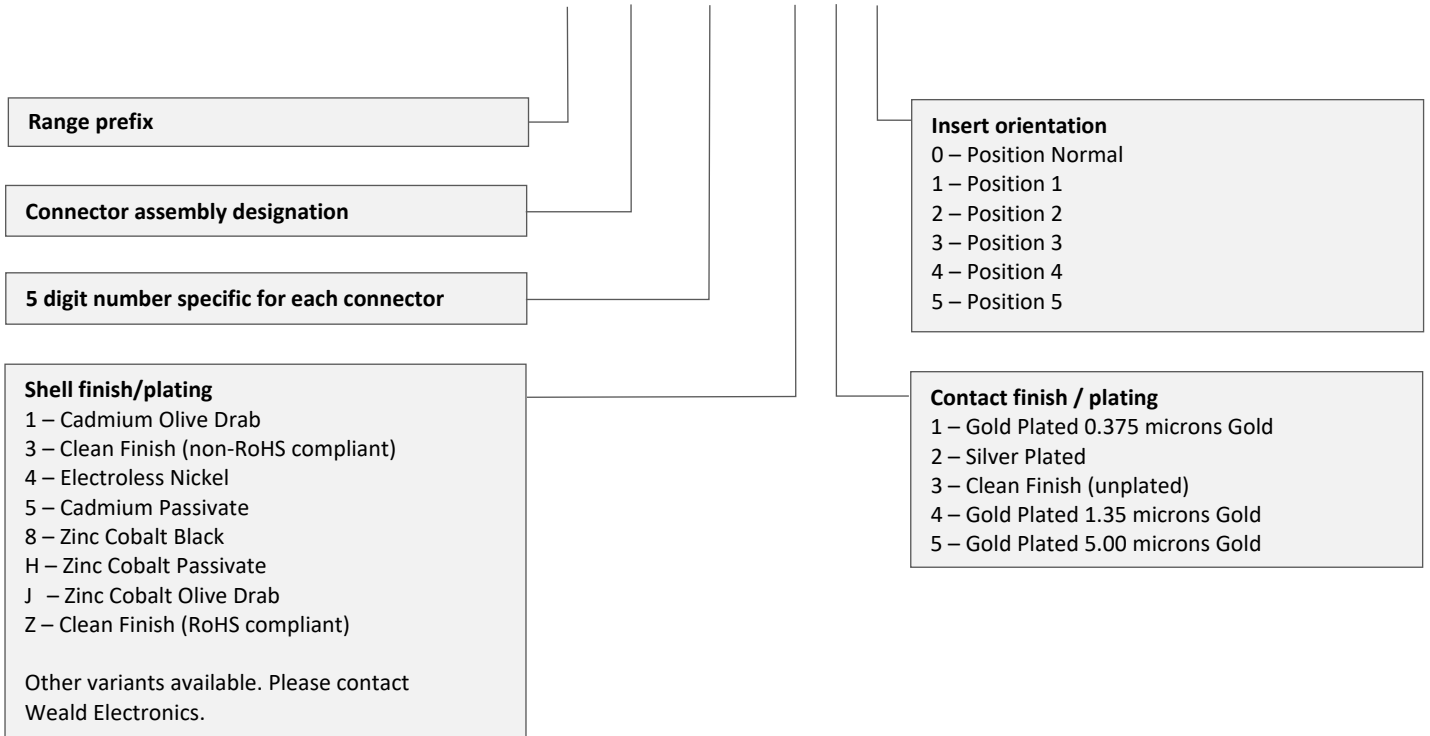 Range prefix
Connector assembly designation
5 digit number specific for each connector
Shell finish/plating
1 – Cadmium Olive Drab
3 – Clean Finish (non-RoHS compliant)
4 – Electroless Nickel
5 – Cadmium Passivate
8 – Zinc Cobalt Black
H – Zinc Cobalt Passivate
J – Zinc Cobalt Olive Drab
Z – Clean Finish (RoHS compliant)
Other variants available. Please contact
Weald Electronics.
Insert orientation
0 – Position Normal
1 – Position 1
2 – Position 2
3 – Position 3
4 – Position 4
5 – Position 5
Contact finish / plating
1 – Gold Plated 0.375 microns Gold
2 – Silver Plated
3 – Clean Finish (unplated)
4 – Gold Plated 1.35 microns Gold
5 – Gold Plated 5.00 microns Gold